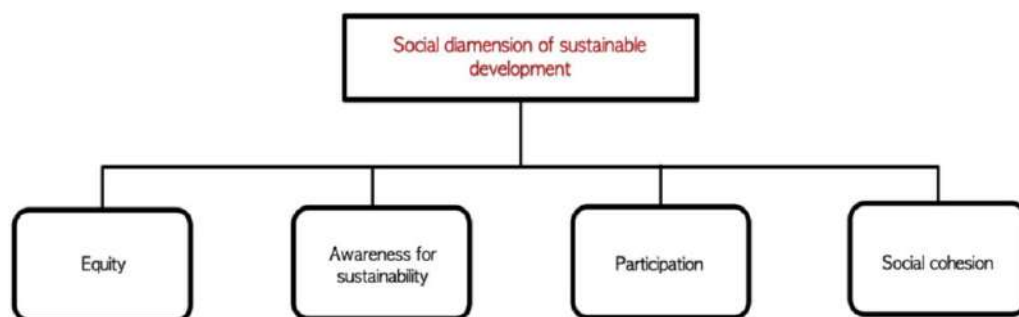 Social diamension of sustainable
development
Equity
Awareness for
sustainability
Participation
Social cohesion